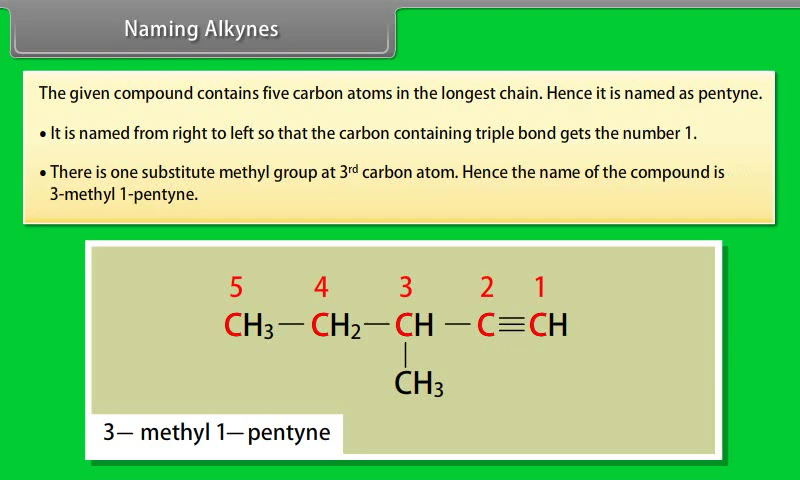 Naming Alkynes
The given compound contains five carbon atoms in the longest chain. Hence it is named as pentyne.
• It is named from right to left so that the carbon containing triple bond gets the number 1.
• There is one substitute methyl group at 3rd carbon atom. Hence the name of the compound is
3-methyl 1-pentyne.
5 4 3 2 1
CH3—CH2—CH—C≡CH
|
CH3
3— methyl 1—pentyne